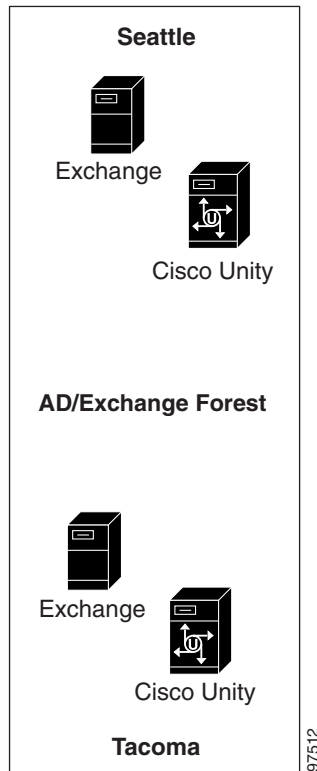 Seattle
Exchange
Cisco Unity
AD/Exchange Forest
Exchange
Cisco Unity
Tacoma
97512